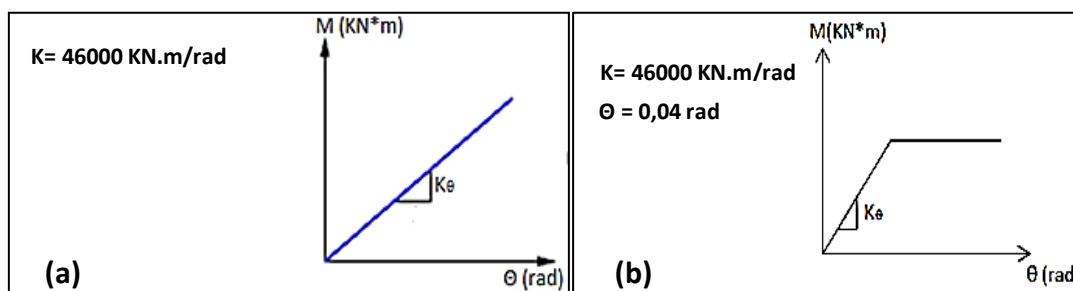 M (KN*m)
K= 46000 KN.m/rad
Kθ
Θ (rad)
(a)
M(KN*m)
K= 46000 KN.m/rad
Θ = 0,04 rad
Kθ
θ (rad
(b)